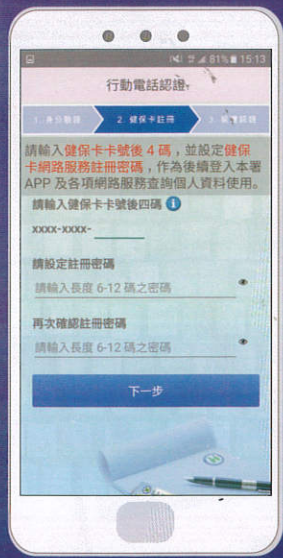 81% 15:13
行動電話認證
1. 身分驗證 2. 健保卡註冊 3.
請輸入健保卡卡號後 4 碼，並設定健保
卡網路服務註冊密碼，作為後續登入本署
APP 及各項網路服務查詢個人資料使用。
請輸入健保卡號後四碼
xxxx-xxxx-
請設定註冊密碼
請輸入長度 6-12 碼之密碼
再次確認註冊密碼
請輸入長度 6-12 碼之密碼
下一步